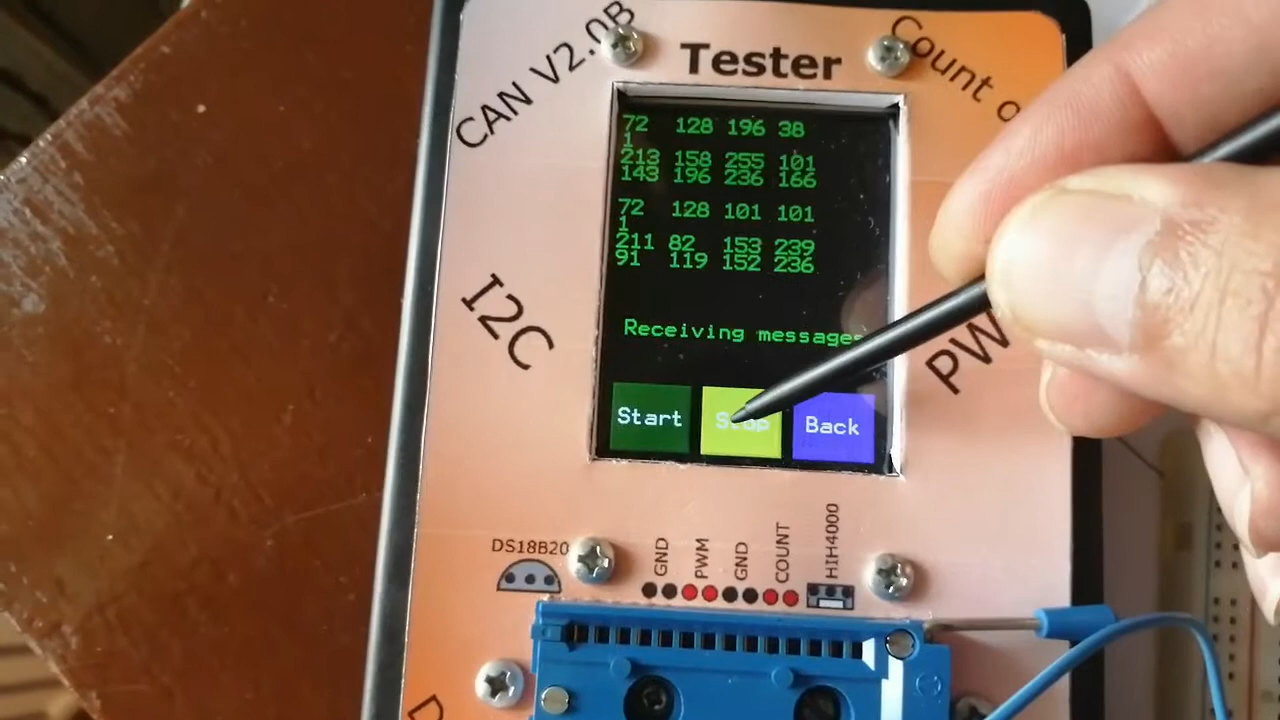 CAN V2.0B
Tester
Count
72 128 196 38
1
213 158 255 101
143 196 236 166
72 128 101 101
1
211 82 153 239
91 119 152 236
I2C
Receiving messages
Start Stop Back
DS18B20
GND
PWM
GND
COUNT
HIH4000